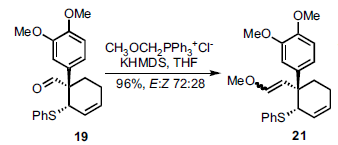 OMe
MeO
O
PhS
19
CH3OCH2PPh3+Cl-
KHMDS, THF
96%, E:Z 72:28
OMe
MeO
MeO
PhS
21